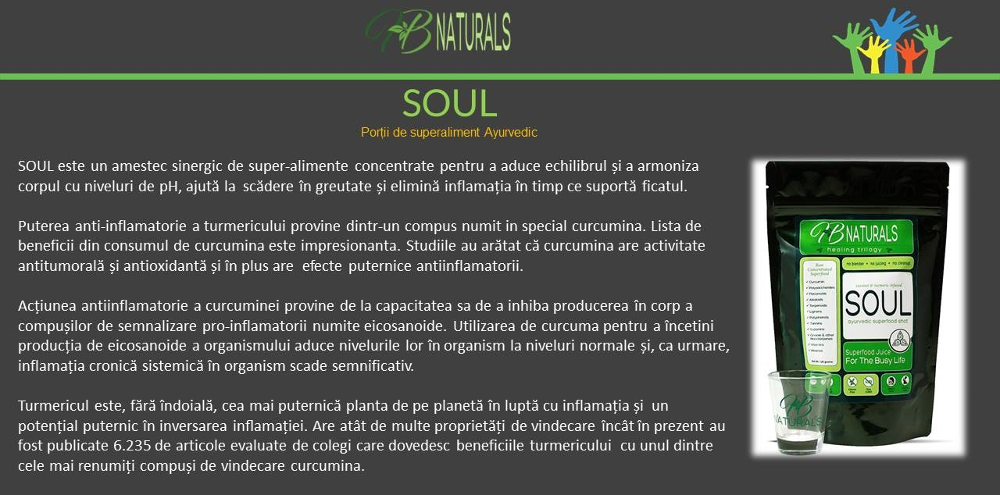 HB NATURALS
SOUL
Porții de superaliment Ayurvedic
SOUL este un amestec sinergic de super-alimente concentrate pentru a aduce echilibrul și a armoniza
corpul cu niveluri de pH, ajută la scădere în greutate și elimină inflamația în timp ce suportă ficatul.
Puterea anti-inflamatorie a turmericului provine dintr-un compus numit in special curcumina. Lista de
beneficii din consumul de curcumina este impresionanta. Studiile au arătat că curcumina are activitate
antitumorală și antioxidantă și în plus are efecte puternice antiinflamatorii.
Acțiunea antiinflamatorie a curcuminei provine de la capacitatea sa de a inhiba producerea în corp a
compușilor de semnalizare pro-inflamatorii numite eicosanoide. Utilizarea de curcuma pentru a încetini
producția de eicosanoide a organismului aduce nivelurile lor în organism la niveluri normale și, ca urmare,
inflamația cronică sistemică în organism scade semnificativ.
Turmericul este, fără îndoială, cea mai puternică planta de pe planetă în luptă cu inflamația și un
potențial puternic în inversarea inflamației. Are atât de multe proprietăți de vindecare încât în prezent au
fost publicate 6.235 de articole evaluate de colegi care dovedesc beneficiile turmericului cu unul dintre
cele mai renumiți compuși de vindecare curcumina.
HB NATURALS
healing trilogy
Raw
Concentrated
Superfood
no blender • no juicing • no cleanup
✓ Curcumin
✓ Polysaccharides
✓ Flavonoids
✓ Alkaloids
✓ Terpenoids
✓ Lignans
✓ Polyphenols
✓ Tannins
✓ Saponins
✓ Vitamins
✓ Minerals
coconut & turmeric infused
SOUL
ayurvedic superfood shot
Superfood Juice
For The Busy Life
HB
NATURALS